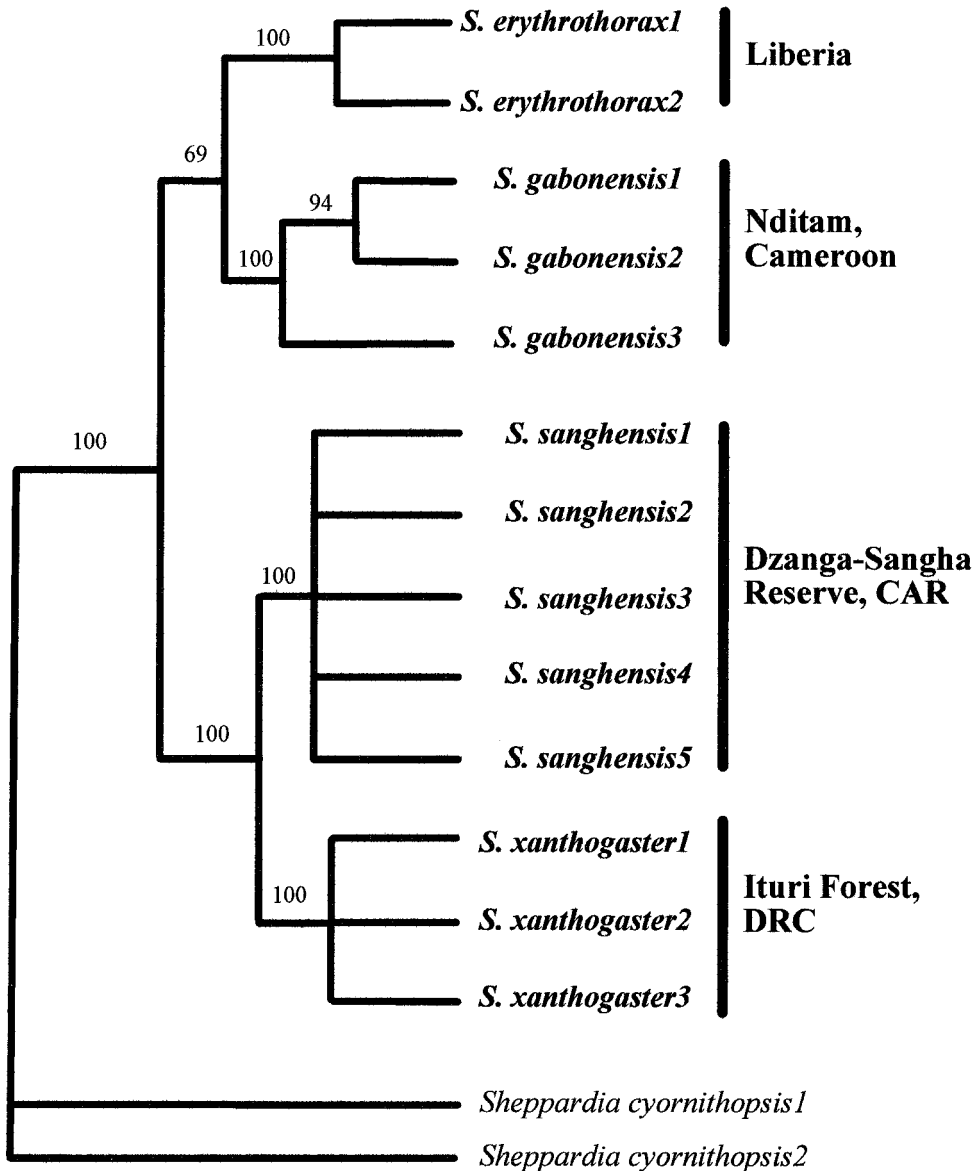 100
S. erythrothorax1
Liberia
S. erythrothorax2
69
S. gabonensis1
94
Nditam,
Cameroon
100
S. gabonensis2
S. gabonensis3
100
S. sanghensis1
S. sanghensis2
Dzanga-Sangha
Reserve, CAR
100
S. sanghensis3
S. sanghensis4
100
S. sanghensis5
S. xanthogaster1
100
Ituri Forest,
DRC
S. xanthogaster2
S. xanthogaster3
Sheppardia cyornithopsis1
Sheppardia cyornithopsis2